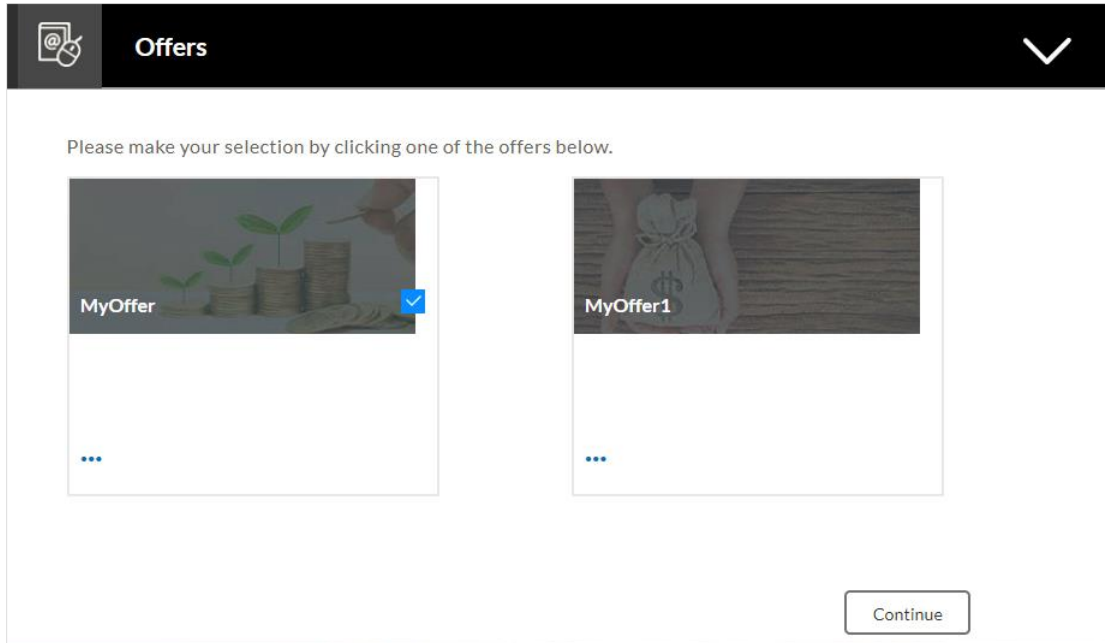 Offers
Please make your selection by clicking one of the offers below.
MyOffer
MyOffer1
...
...
Continue